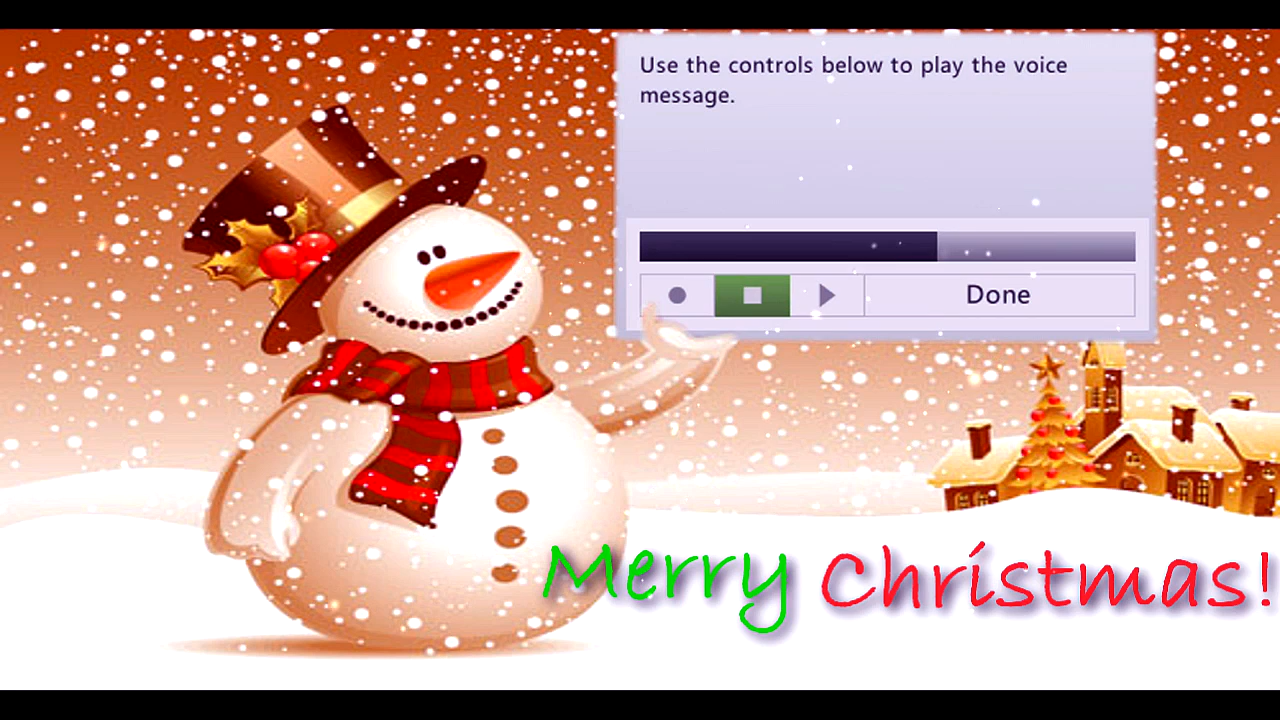 Use the controls below to play the voice
message.
Done
Merry Christmas!